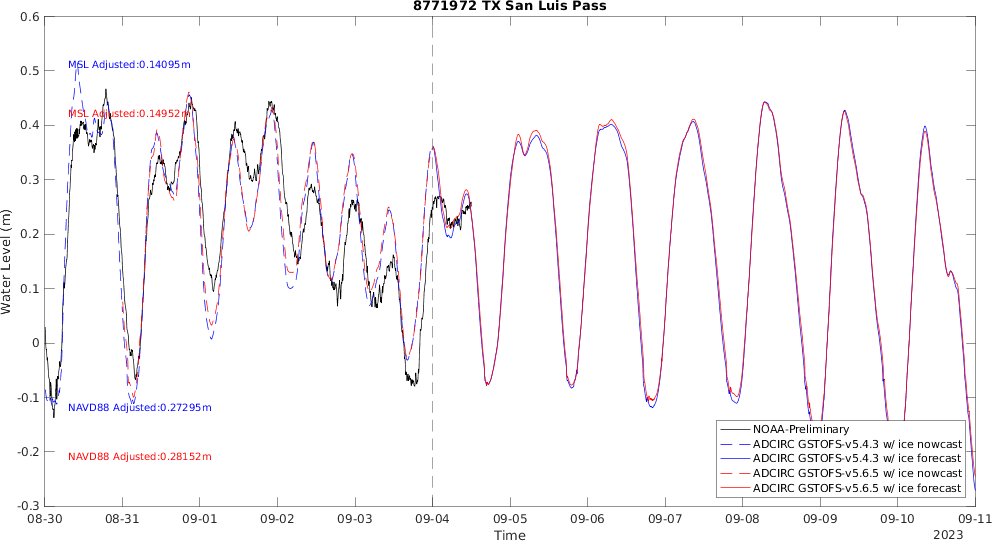 8771972 TX San Luis Pass
0.6
0.5
0.4
0.3
0.2
0.1
0
-0.1
-0.2
-0.3
Water Level (m)
MSL Adjusted:0.14095m
MSL Adjusted:0.14952m
NAVD88 Adjusted:0.27295m
NAVD88 Adjusted:0.28152m
NOAA-Preliminary
ADCIRC GSTOFS-v5.4.3 w/ ice nowcast
ADCIRC GSTOFS-v5.4.3 w/ ice forecast
ADCIRC GSTOFS-v5.6.5 w/ ice nowcast
ADCIRC GSTOFS-v5.6.5 w/ ice forecast
08-30 08-31 09-01 09-02 09-03 09-04 09-05 09-06 09-07 09-08 09-09 09-10 09-11
Time
2023